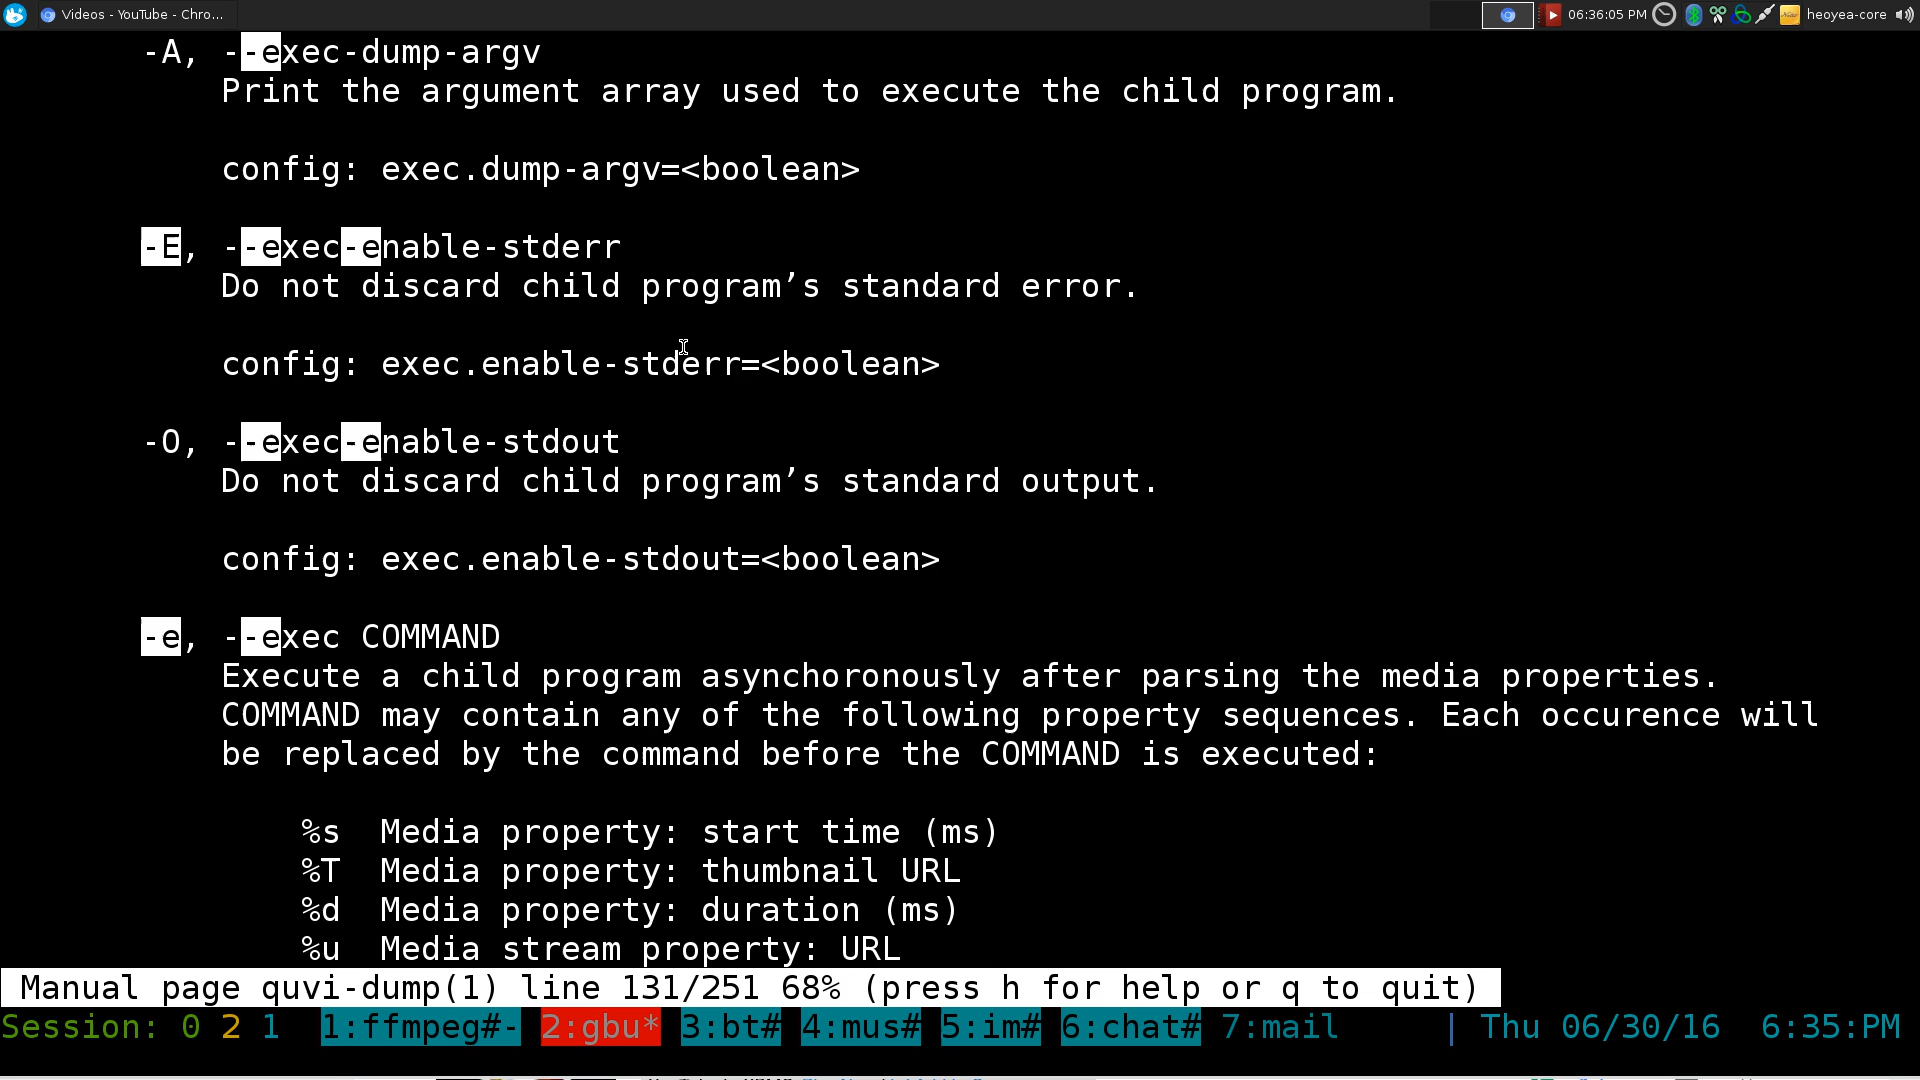 Videos - YouTube - Chro...
06:36:05 PM
heoyea-core
-A, --exec-dump-argv
Print the argument array used to execute the child program.
config: exec.dump-argv=<boolean>
-E, --exec-enable-stderr
Do not discard child program’s standard error.
config: exec.enable-stderr=<boolean>
-O, --exec-enable-stdout
Do not discard child program’s standard output.
config: exec.enable-stdout=<boolean>
-e, --exec COMMAND
Execute a child program asynchoronously after parsing the media properties.
COMMAND may contain any of the following property sequences. Each occurence will
be replaced by the command before the COMMAND is executed:
%s  Media property: start time (ms)
%T  Media property: thumbnail URL
%d  Media property: duration (ms)
%u  Media stream property: URL
Manual page quvi-dump(1) line 131/251 68% (press h for help or q to quit)
Session: 0 2 1  1:ffmpeg#- 2:gbu* 3:bt# 4:mus# 5:im# 6:chat# 7:mail | Thu 06/30/16  6:35:PM